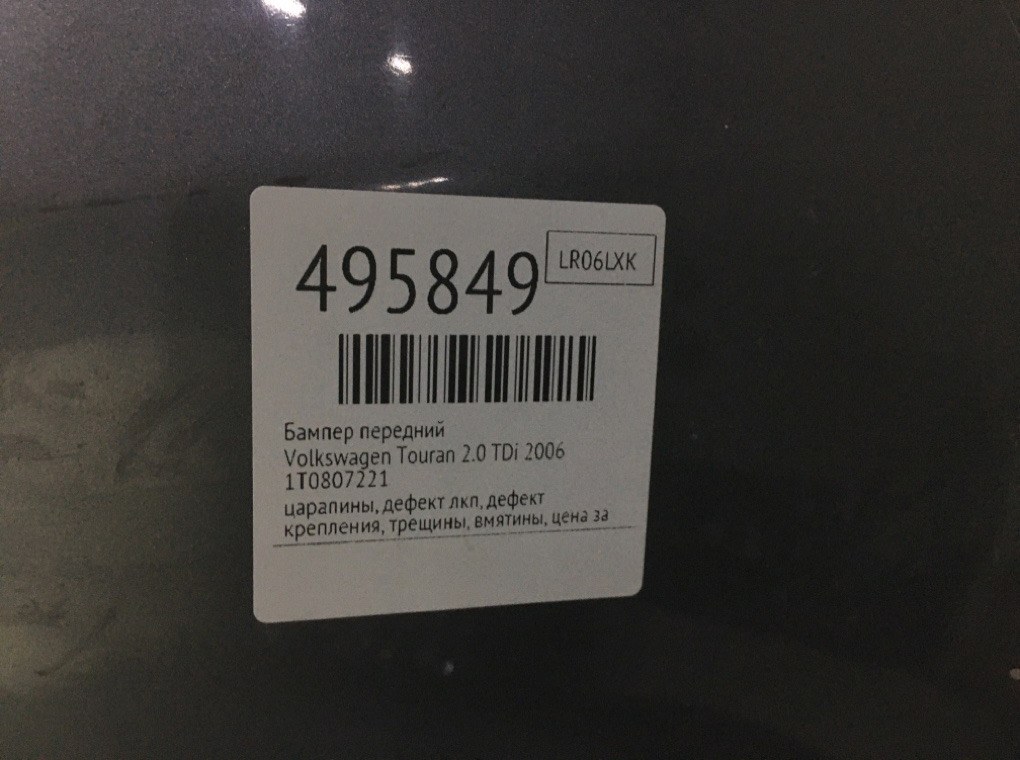 495849
LR06LXK
Бампер передний
Volkswagen Touran 2.0 TDi 2006
1T0807221
царапины, дефект лкп, дефект
крепления, трещины, вмятины, цена за